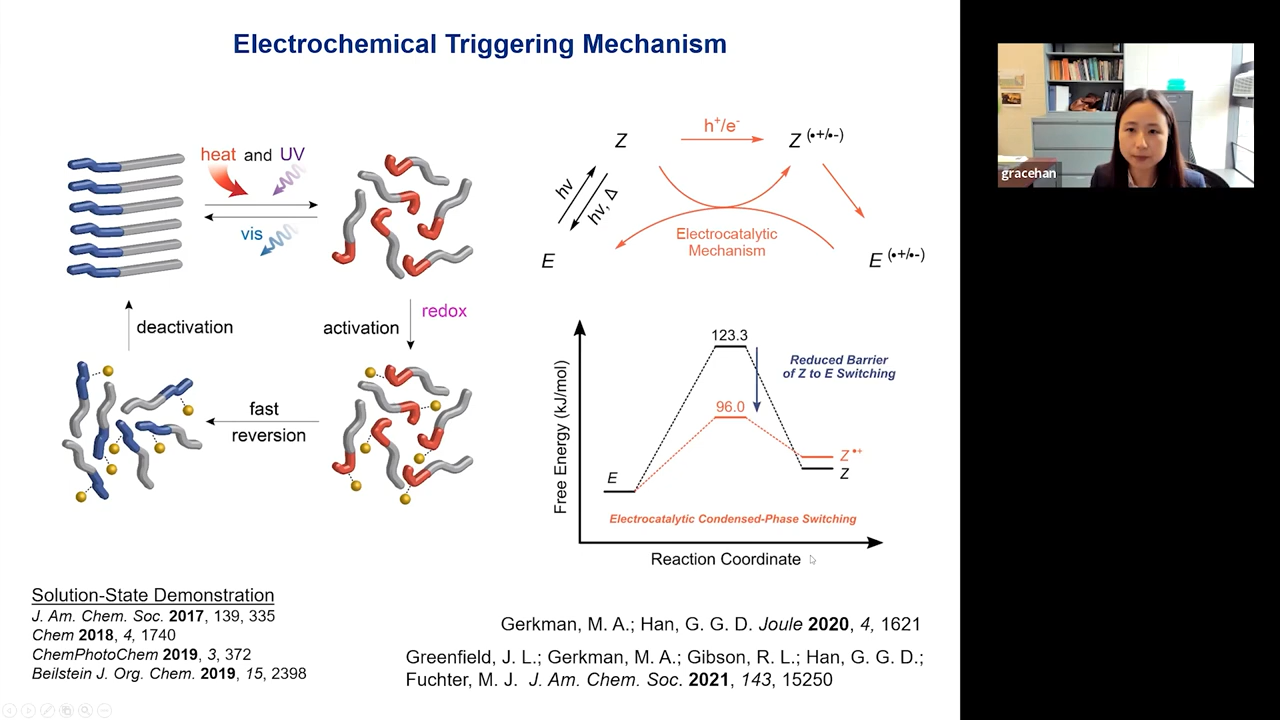 Electrochemical Triggering Mechanism
heat and UV
vis
deactivation
activation
redox
fast
reversion
Z
h⁺/e⁻
Z (•+/•-)
hν
hν, Δ
Electrocatalytic
Mechanism
E
E (•+/•-)
Free Energy (kJ/mol)
123.3
Reduced Barrier
of Z to E Switching
96.0
E
Z•+
Z
Electrocatalytic Condensed-Phase Switching
Reaction Coordinate
Solution-State Demonstration
J. Am. Chem. Soc. 2017, 139, 335
Chem 2018, 4, 1740
ChemPhotoChem 2019, 3, 372
Beilstein J. Org. Chem. 2019, 15, 2398
Gerkman, M. A.; Han, G. G. D. Joule 2020, 4, 1621
Greenfield, J. L.; Gerkman, M. A.; Gibson, R. L.; Han, G. G. D.;
Fuchter, M. J. J. Am. Chem. Soc. 2021, 143, 15250
gracehan